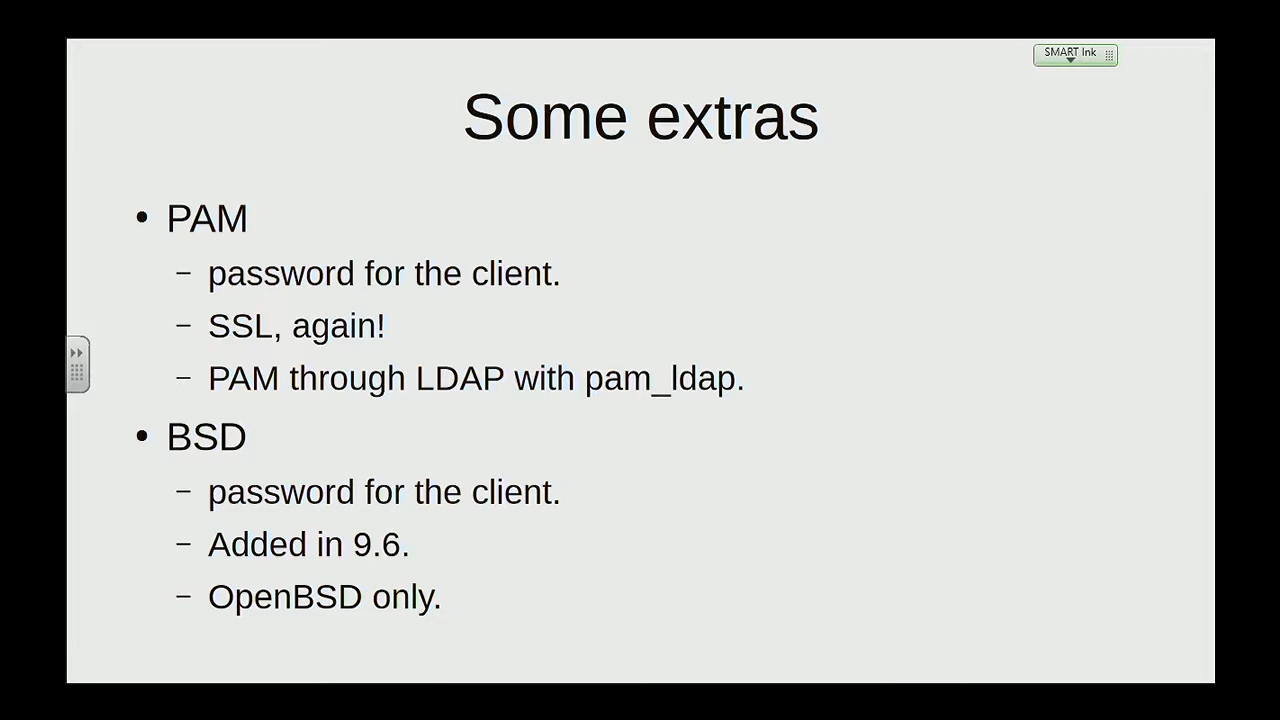 SMART Ink
Some extras
• PAM
– password for the client.
– SSL, again!
– PAM through LDAP with pam_ldap.
• BSD
– password for the client.
– Added in 9.6.
– OpenBSD only.